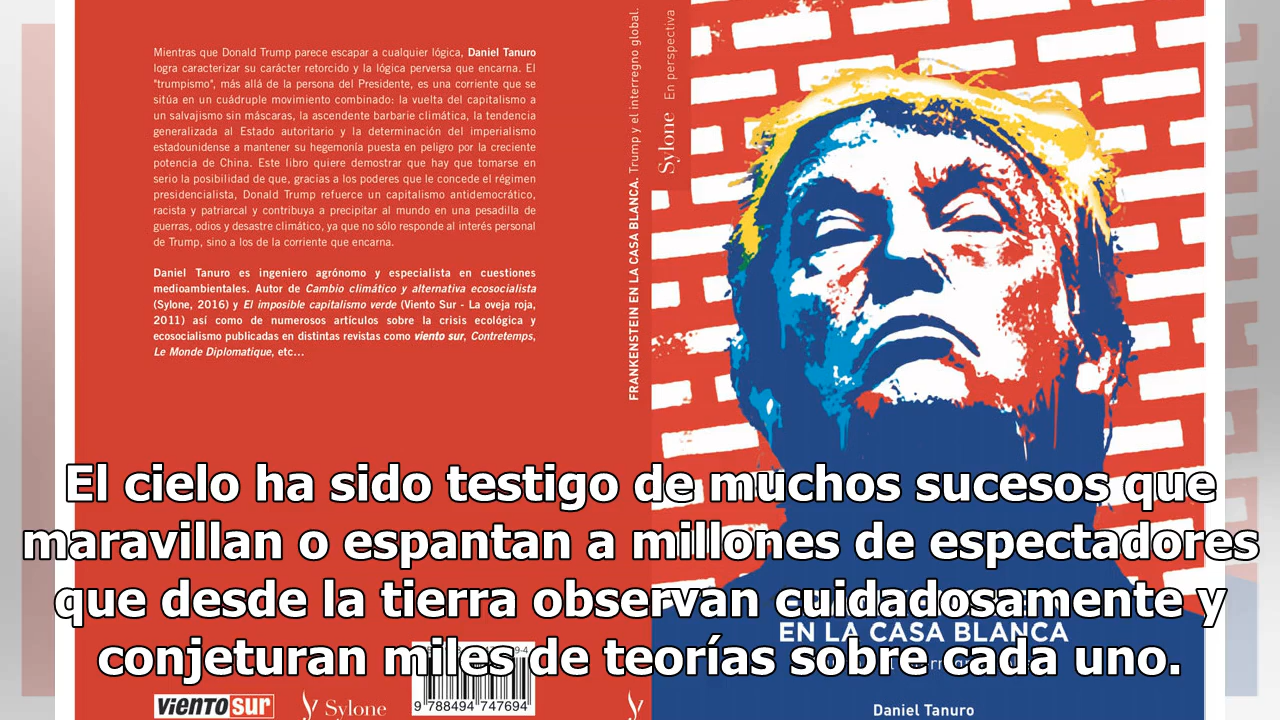 Mientras que Donald Trump parece escapar a cualquier lógica, Daniel Tanuro
logra caracterizar su carácter retorcido y la lógica perversa que encarna. El
"trumpismo", más allá de la persona del Presidente, es una corriente que se
sitúa en un cuádruple movimiento combinado: la vuelta del capitalismo a
un salvajismo sin máscaras, la ascendente barbarie climática, la tendencia
generalizada al Estado autoritario y la determinación del imperialismo
estadounidense a mantener su hegemonía puesta en peligro por la creciente
potencia de China. Este libro quiere demostrar que hay que tomarse en
serio la posibilidad de que, gracias a los poderes que le concede el régimen
presidencialista, Donald Trump refuerce un capitalismo antidemocrático,
racista y patriarcal y contribuya a precipitar al mundo en una pesadilla de
guerras, odios y desastre climático, ya que no sólo responde al interés personal
de Trump, sino a los de la corriente que encarna.
Daniel Tanuro es ingeniero agrónomo y especialista en cuestiones
medioambientales. Autor de Cambio climático y alternativa ecosocialista
(Sylone, 2016) y El imposible capitalismo verde (Viento Sur - La oveja roja,
2011) así como de numerosos artículos sobre la crisis ecológica y
ecosocialismo publicadas en distintas revistas como viento sur, Contretemps,
Le Monde Diplomatique, etc...
FRANKENSTEIN EN LA CASA BLANCA. Trump y el interregno global.
Sylone En perspectiva
El cielo ha sido testigo de muchos sucesos que
maravillan o espantan a millones de espectadores
que desde la tierra observan cuidadosamente y
conjeturan miles de teorías sobre cada uno.
EN LA CASA BLANCA
Daniel Tanuro
viento sur
Sylone
9 788494 747694